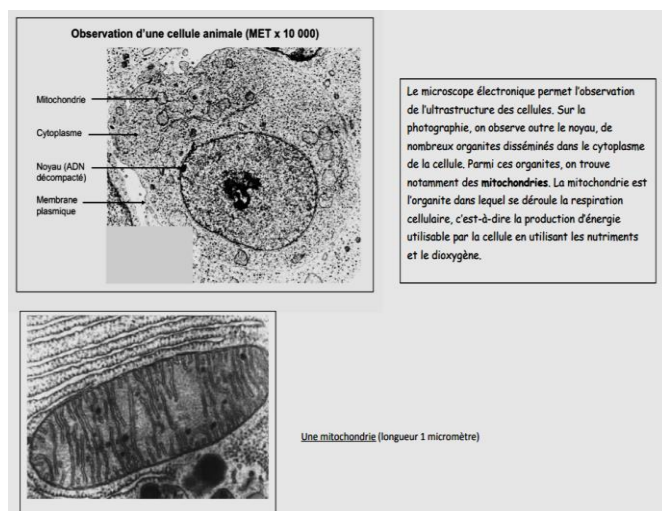 Observation d'une cellule animale (MET x 10 000)
Mitochondrie
Cytoplasme
Noyau (ADN
décompacté)
Membrane
plasmique
Le microscope électronique permet l'observation
de l'ultrastructure des cellules. Sur la
photographie, on observe outre le noyau, de
nombreux organites disséminés dans le cytoplasme
de la cellule. Parmi ces organites, on trouve
notamment des mitochondries. La mitochondrie est
l'organite dans lequel se déroule la respiration
cellulaire, c'est-à-dire la production d'énergie
utilisable par la cellule en utilisant les nutriments
et le dioxygène.
Une mitochondrie (longueur 1 micromètre)